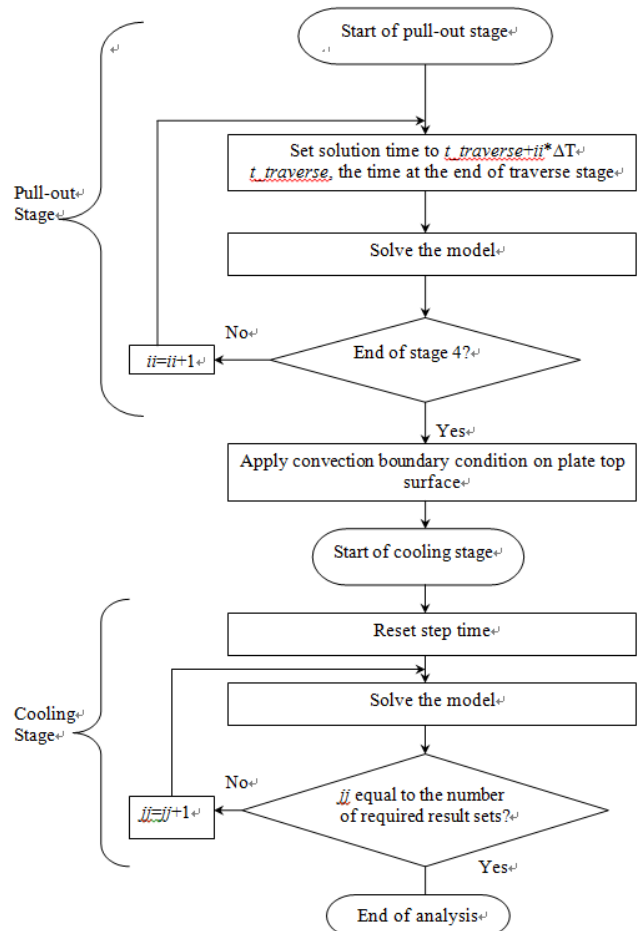 Start of pull-out stage
Set solution time to t_traverse+ii*ΔT
t_traverse, the time at the end of traverse stage
Pull-out
Stage
Solve the model
No
ii=ii+1
End of stage 4?
Yes
Apply convection boundary condition on plate top
surface
Start of cooling stage
Reset step time
Cooling
Stage
Solve the model
No
jj=jj+1
jj equal to the number
of required result sets?
Yes
End of analysis